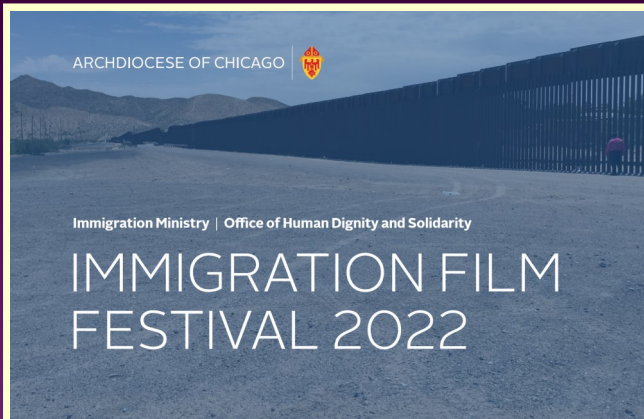 ARCHDIOCESE OF CHICAGO
Immigration Ministry | Office of Human Dignity and Solidarity
IMMIGRATION FILM
FESTIVAL 2022